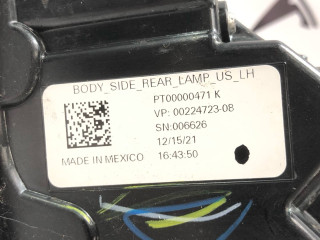 BODY_SIDE_REAR_LAMP_US_LH
PT00000471 K
VP: 00224723-08
SN:006626
12/15/21
MADE IN MEXICO 16:43:50